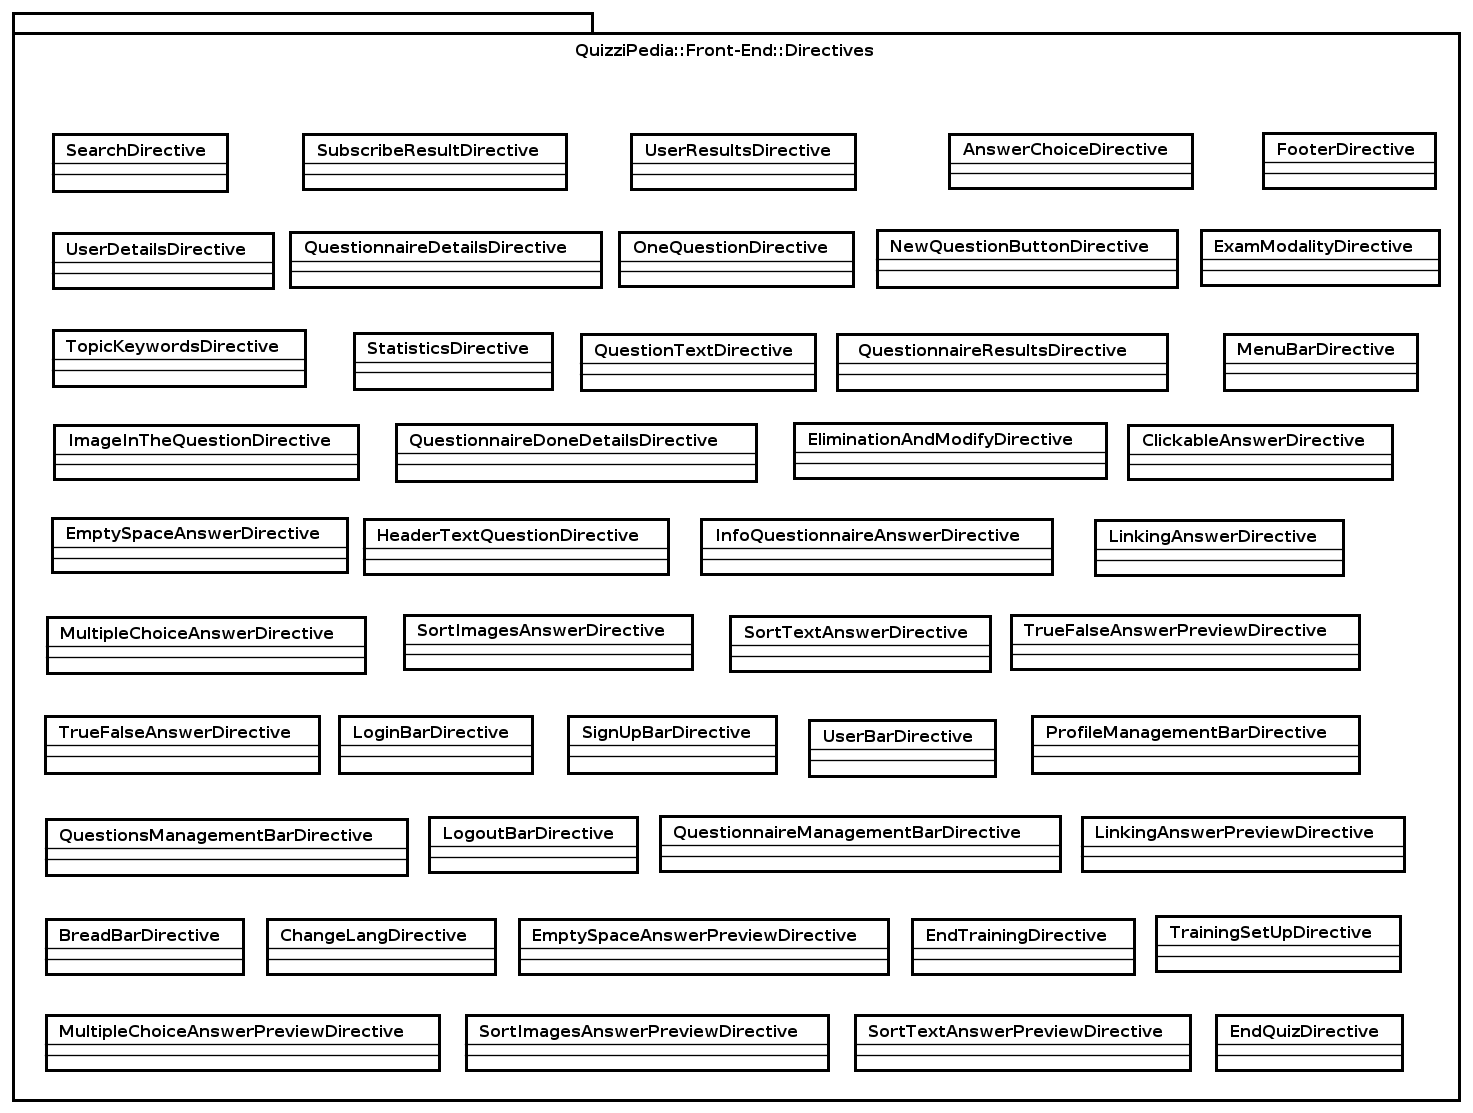 QuizziPedia::Front-End::Directives
SearchDirective
SubscribeResultDirective
UserResultsDirective
AnswerChoiceDirective
FooterDirective
UserDetailsDirective
QuestionnaireDetailsDirective
OneQuestionDirective
NewQuestionButtonDirective
ExamModalityDirective
TopicKeywordsDirective
StatisticsDirective
QuestionTextDirective
QuestionnaireResultsDirective
MenuBarDirective
ImageInTheQuestionDirective
QuestionnaireDoneDetailsDirective
EliminationAndModifyDirective
ClickableAnswerDirective
EmptySpaceAnswerDirective
HeaderTextQuestionDirective
InfoQuestionnaireAnswerDirective
LinkingAnswerDirective
MultipleChoiceAnswerDirective
SortImagesAnswerDirective
SortTextAnswerDirective
TrueFalseAnswerPreviewDirective
TrueFalseAnswerDirective
LoginBarDirective
SignUpBarDirective
UserBarDirective
ProfileManagementBarDirective
QuestionsManagementBarDirective
LogoutBarDirective
QuestionnaireManagementBarDirective
LinkingAnswerPreviewDirective
BreadBarDirective
ChangeLangDirective
EmptySpaceAnswerPreviewDirective
EndTrainingDirective
TrainingSetUpDirective
MultipleChoiceAnswerPreviewDirective
SortImagesAnswerPreviewDirective
SortTextAnswerPreviewDirective
EndQuizDirective